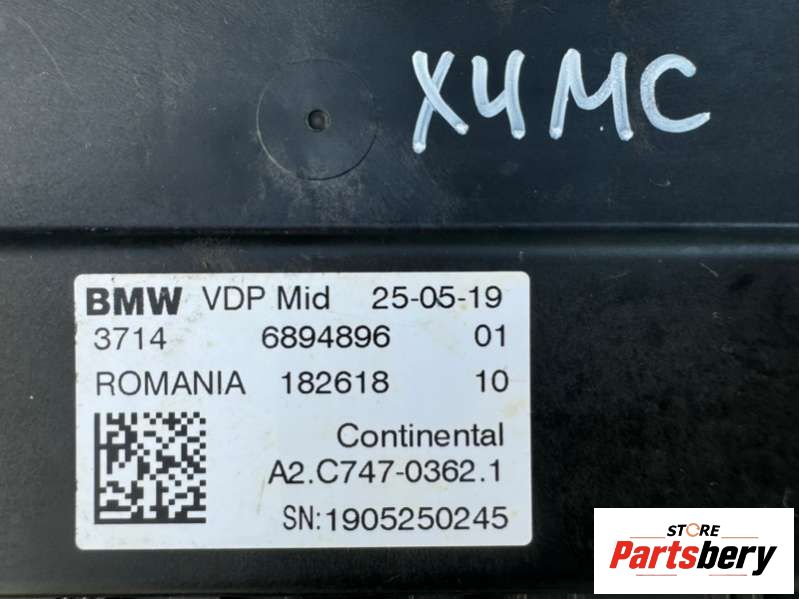 X4MC
BMW VDP Mid 25-05-19
3714 6894896 01
ROMANIA 182618 10
Continental
A2.C747-0362.1
SN:1905250245
STORE
Partsbery